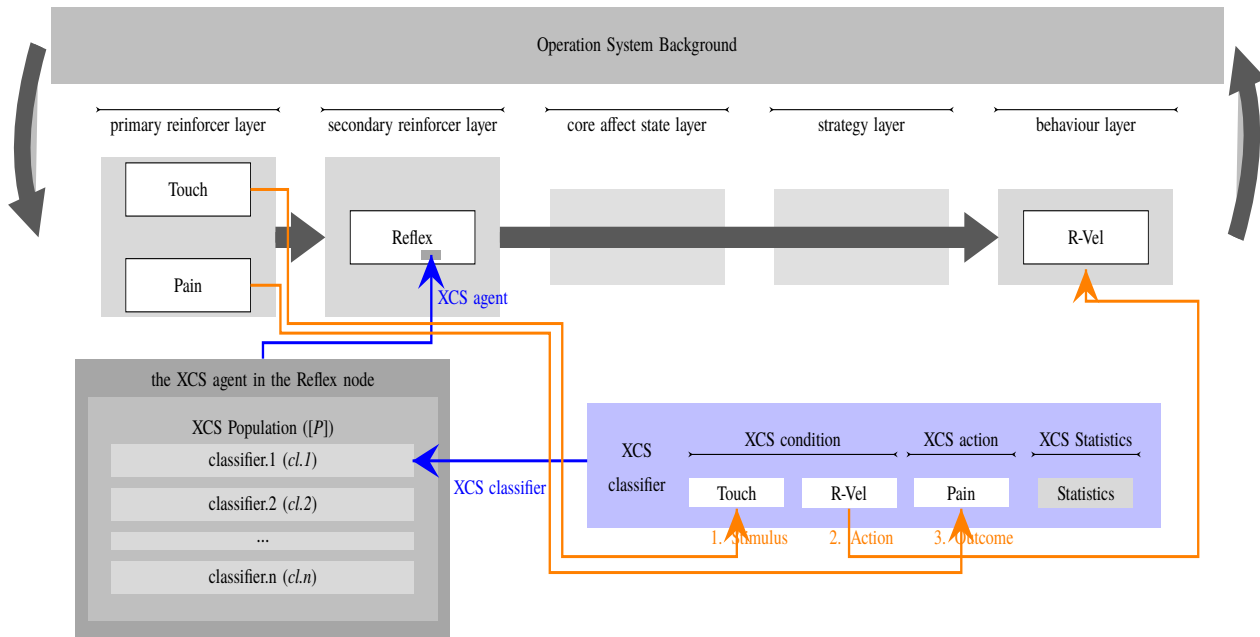 Operation System Background
primary reinforcer layer
secondary reinforcer layer
core affect state layer
strategy layer
behaviour layer
Touch
Pain
Reflex
R-Vel
XCS agent
the XCS agent in the Reflex node
XCS Population ([P])
classifier.1 (cl.1)
classifier.2 (cl.2)
...
classifier.n (cl.n)
XCS classifier
XCS
classifier
XCS condition
XCS action
XCS Statistics
Touch
R-Vel
Pain
Statistics
1. Stimulus
2. Action
3. Outcome